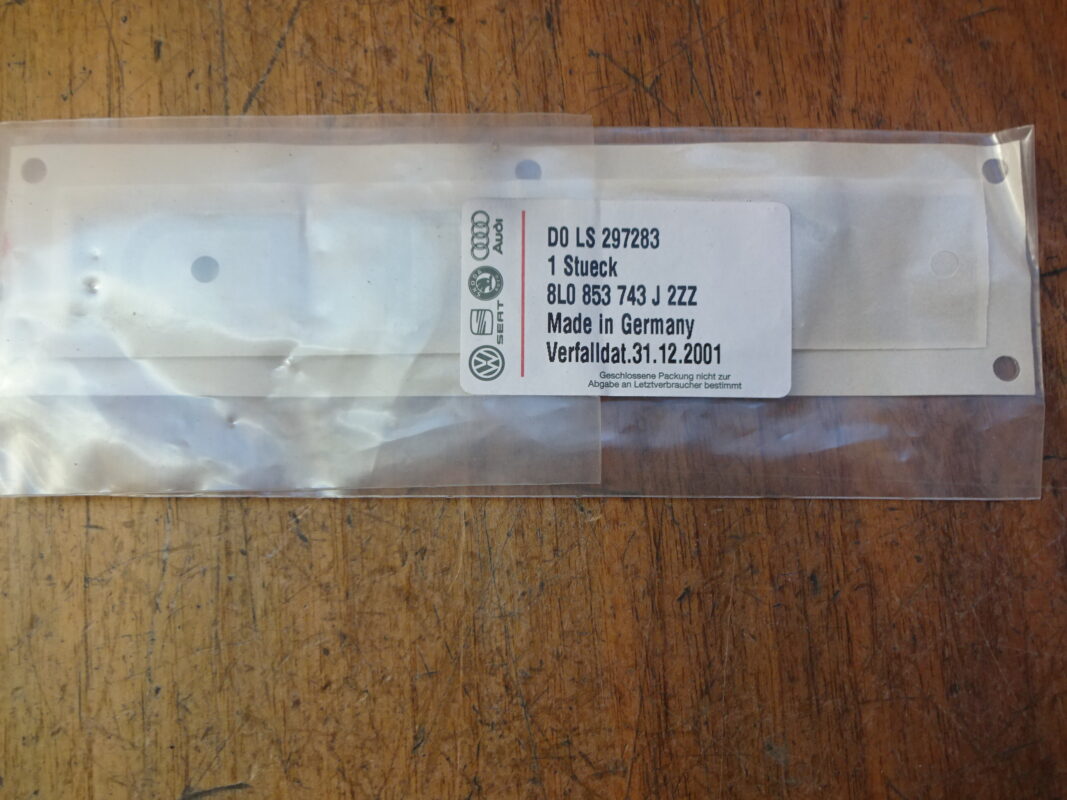 Audi
SKODA
SEAT
D0 LS 297283
1 Stueck
8L0 853 743 J 2ZZ
Made in Germany
Verfalldat.31.12.2001
Geschlossene Packung nicht zur
Abgabe an Letztverbraucher bestimmt